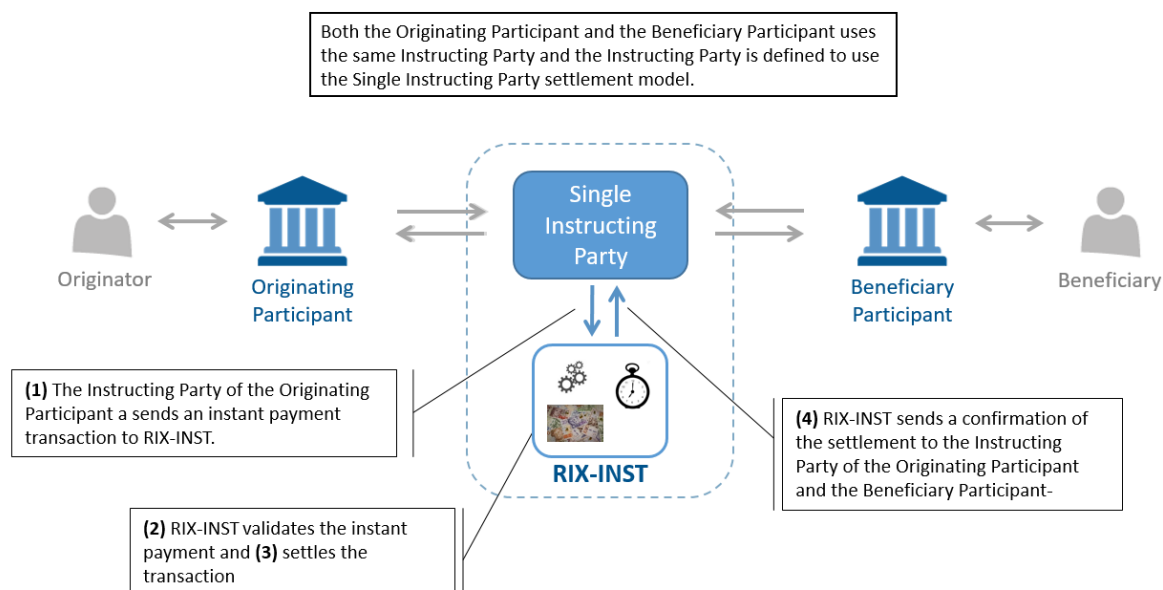 Both the Originating Participant and the Beneficiary Participant uses
the same Instructing Party and the Instructing Party is defined to use
the Single Instructing Party settlement model.
Single
Instructing
Party
Originator
Originating
Participant
Beneficiary
Participant
Beneficiary
(1) The Instructing Party of the Originating
Participant a sends an instant payment
transaction to RIX-INST.
RIX-INST
(4) RIX-INST sends a confirmation of
the settlement to the Instructing
Party of the Originating Participant
and the Beneficiary Participant-
(2) RIX-INST validates the instant
payment and (3) settles the
transaction